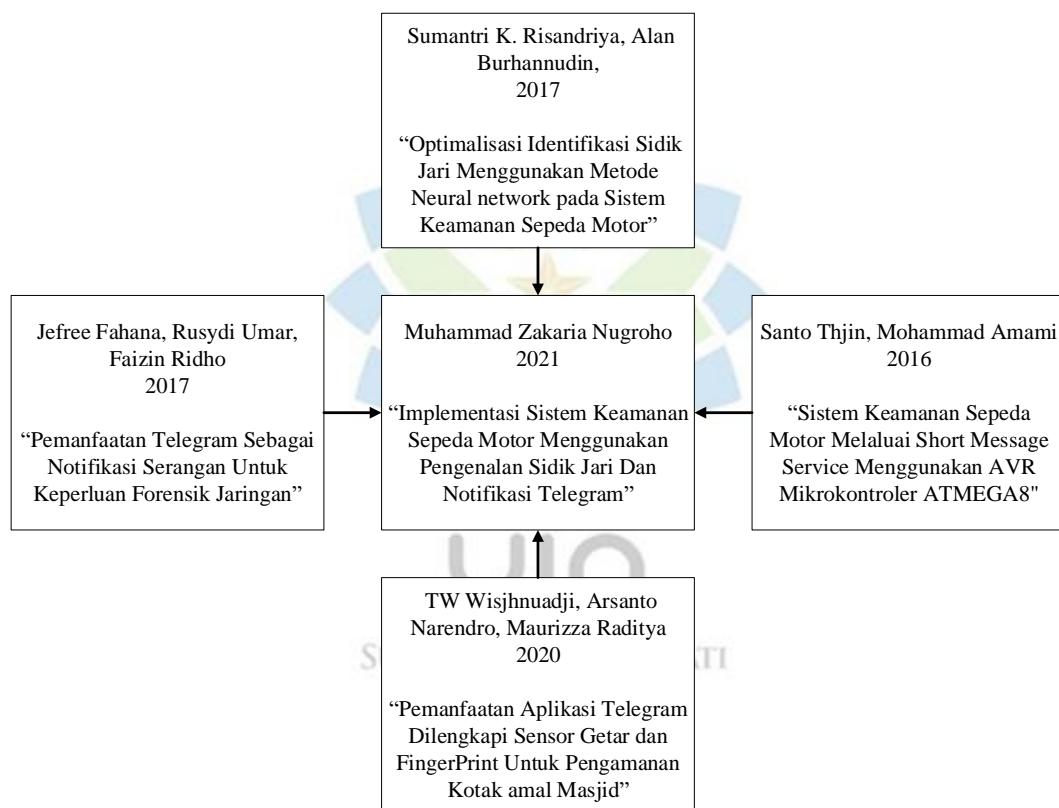 Sumantri K. Risandriya, Alan
Burhannudin,
2017
“Optimalisasi Identifikasi Sidik
Jari Menggunakan Metode
Neural network pada Sistem
Keamanan Sepeda Motor”
Jefree Fahana, Rusydi Umar,
Faizin Ridho
2017
“Pemanfaatan Telegram Sebagai
Notifikasi Serangan Untuk
Keperluan Forensik Jaringan”
Muhammad Zakaria Nugroho
2021
“Implementasi Sistem Keamanan
Sepeda Motor Menggunakan
Pengenalan Sidik Jari Dan
Notifikasi Telegram”
Santo Thjin, Mohammad Amami
2016
“Sistem Keamanan Sepeda
Motor Melaluai Short Message
Service Menggunakan AVR
Mikrokontroler ATMEGA8"
uin
TW Wisjhnuadji, Arsanto
Narendro, Maurizza Raditya
2020
“Pemanfaatan Aplikasi Telegram
Dilengkapi Sensor Getar dan
FingerPrint Untuk Pengamanan
Kotak amal Masjid”